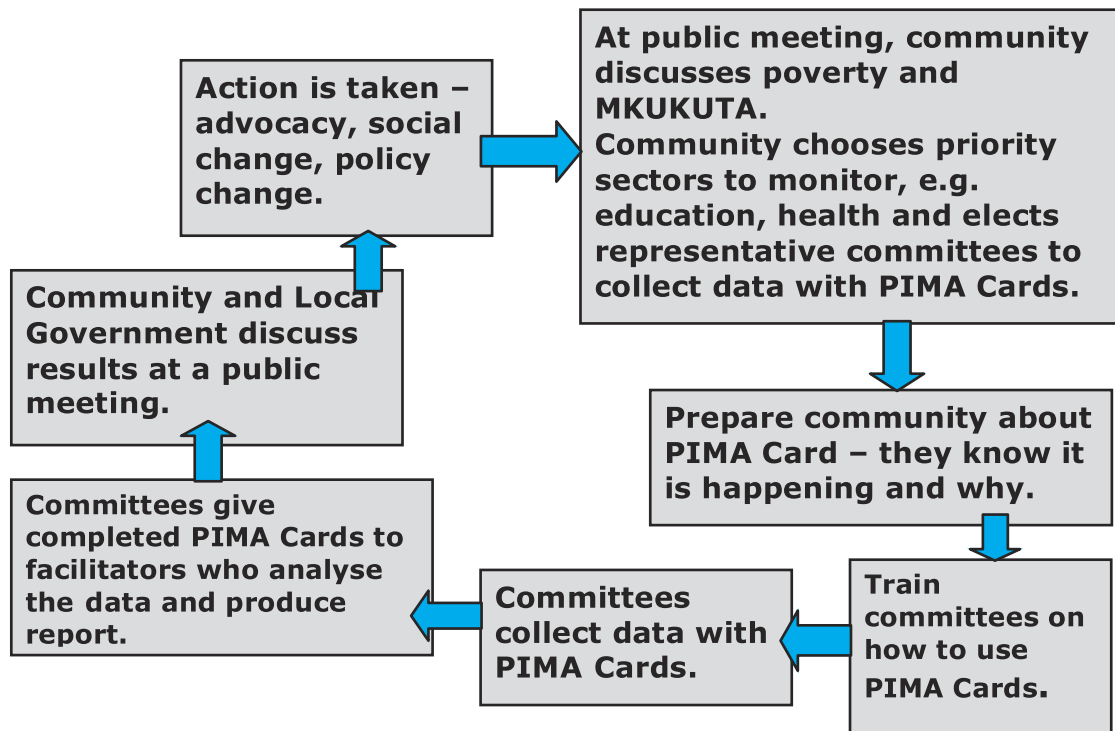 Action is taken –
advocacy, social
change, policy
change.
At public meeting, community
discusses poverty and
MKUKUTA.
Community chooses priority
sectors to monitor, e.g.
education, health and elects
representative committees to
collect data with PIMA Cards.
Prepare community about
PIMA Card – they know it
is happening and why.
Train
committees on
how to use
PIMA Cards.
Committees
collect data with
PIMA Cards.
Committees give
completed PIMA Cards to
facilitators who analyse
the data and produce
report.
Community and Local
Government discuss
results at a public
meeting.